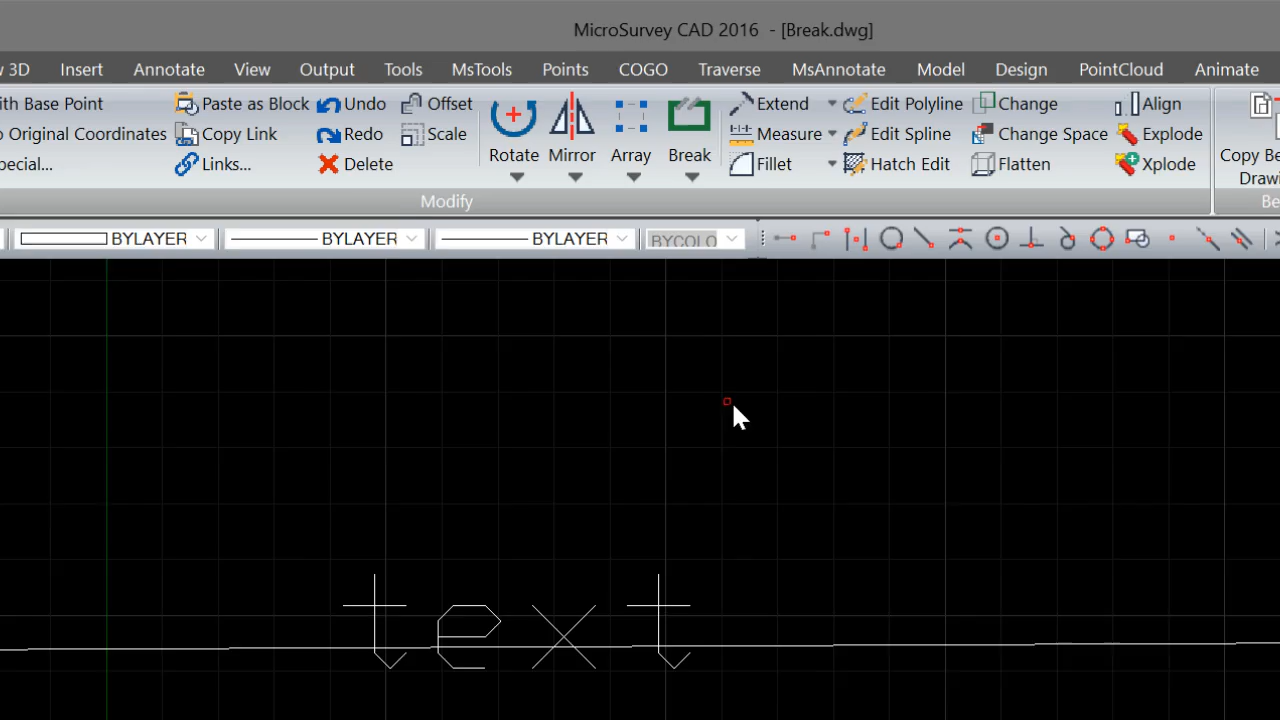 MicroSurvey CAD 2016 - [Break.dwg]
w 3D Insert Annotate View Output Tools MsTools Points COGO Traverse MsAnnotate Model Design PointCloud Animate
ith Base Point Paste as Block Undo Offset Extend Edit Polyline Change Align
o Original Coordinates Copy Link Redo Scale Measure Edit Spline Change Space Explode
Rotate Mirror Array Break Copy Be
pecial... Links... Delete Fillet Hatch Edit Flatten Xplode
Drawi
Modify Be
BYLAYER BYLAYER BYLAYER BYCOLO
text